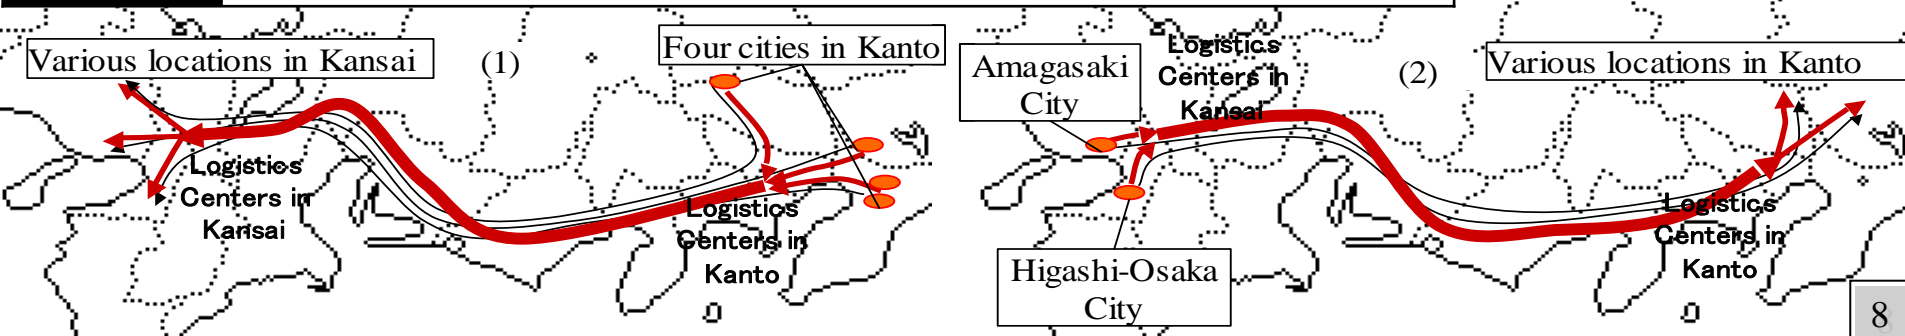 Various locations in Kansai
(1)
Four cities in Kanto
Logistics
Centers in
Kansai
Logistics
Centers in
Kanto
Amagasaki
City
Logistics
Centers in
Kansai
(2)
Various locations in Kanto
Higashi-Osaka
City
Logistics
Centers in
Kanto
8